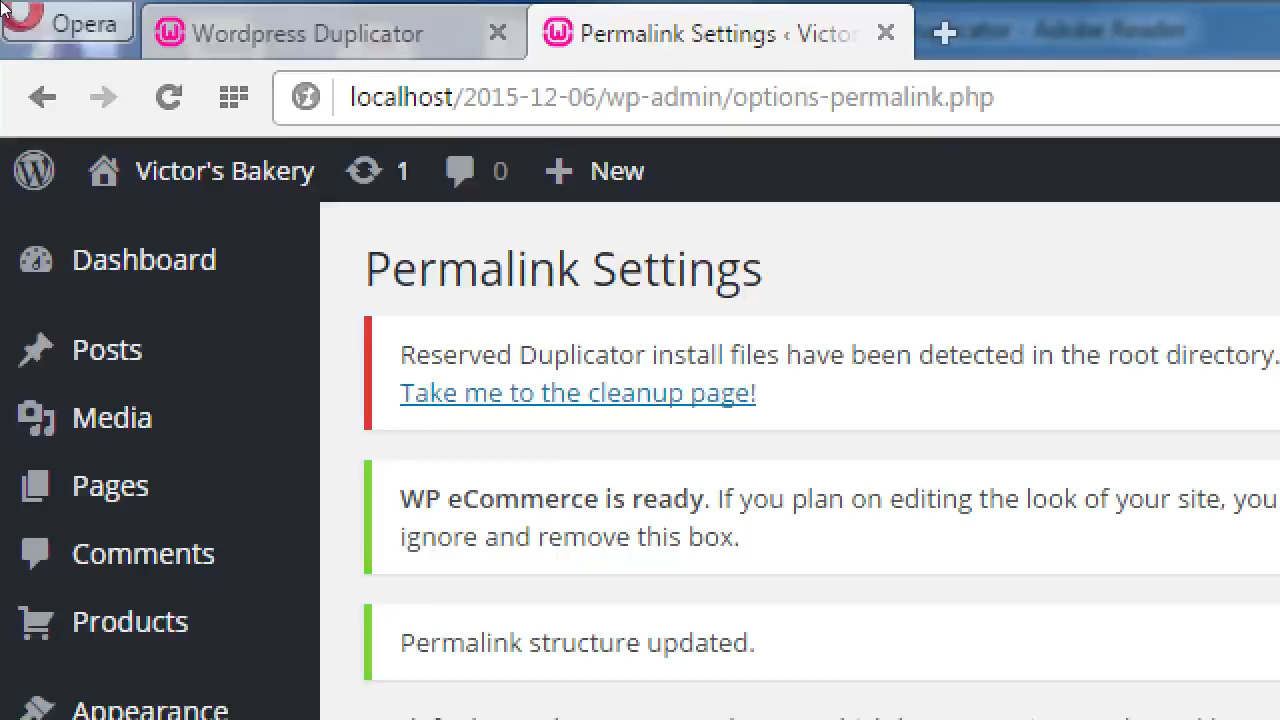 Opera
Wordpress Duplicator
Permalink Settings ‹ Victor
Adobe Reader
localhost/2015-12-06/wp-admin/options-permalink.php
Victor's Bakery 1 0 New
Dashboard
Posts
Media
Pages
Comments
Products
Appearance
Permalink Settings
Reserved Duplicator install files have been detected in the root directory.
Take me to the cleanup page!
WP eCommerce is ready. If you plan on editing the look of your site, you
ignore and remove this box.
Permalink structure updated.